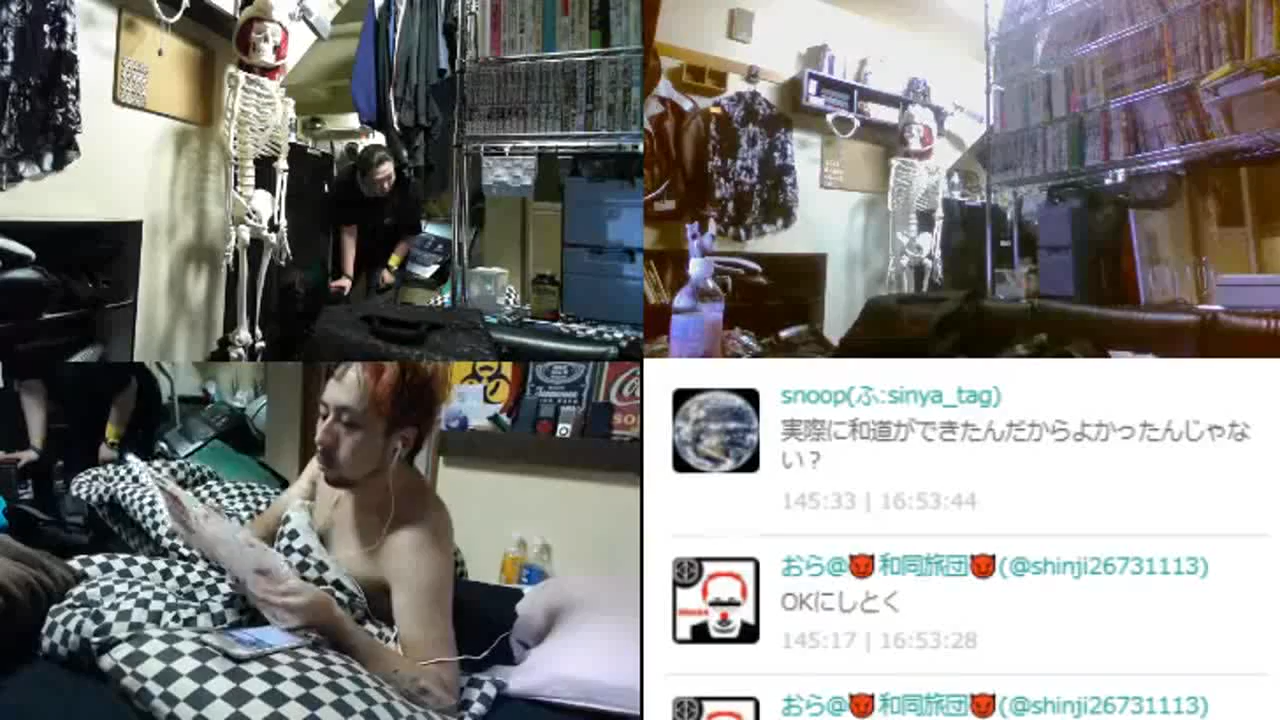 snoop(ふ:sinya_tag)
実際に和道ができたんだからよかったんじゃな
い？
145:33 | 16:53:44
おら@👿和同旅団👿(@shinji26731113)
OKにしとく
145:17 | 16:53:28
おら@👿和同旅団👿(@shinji26731113)